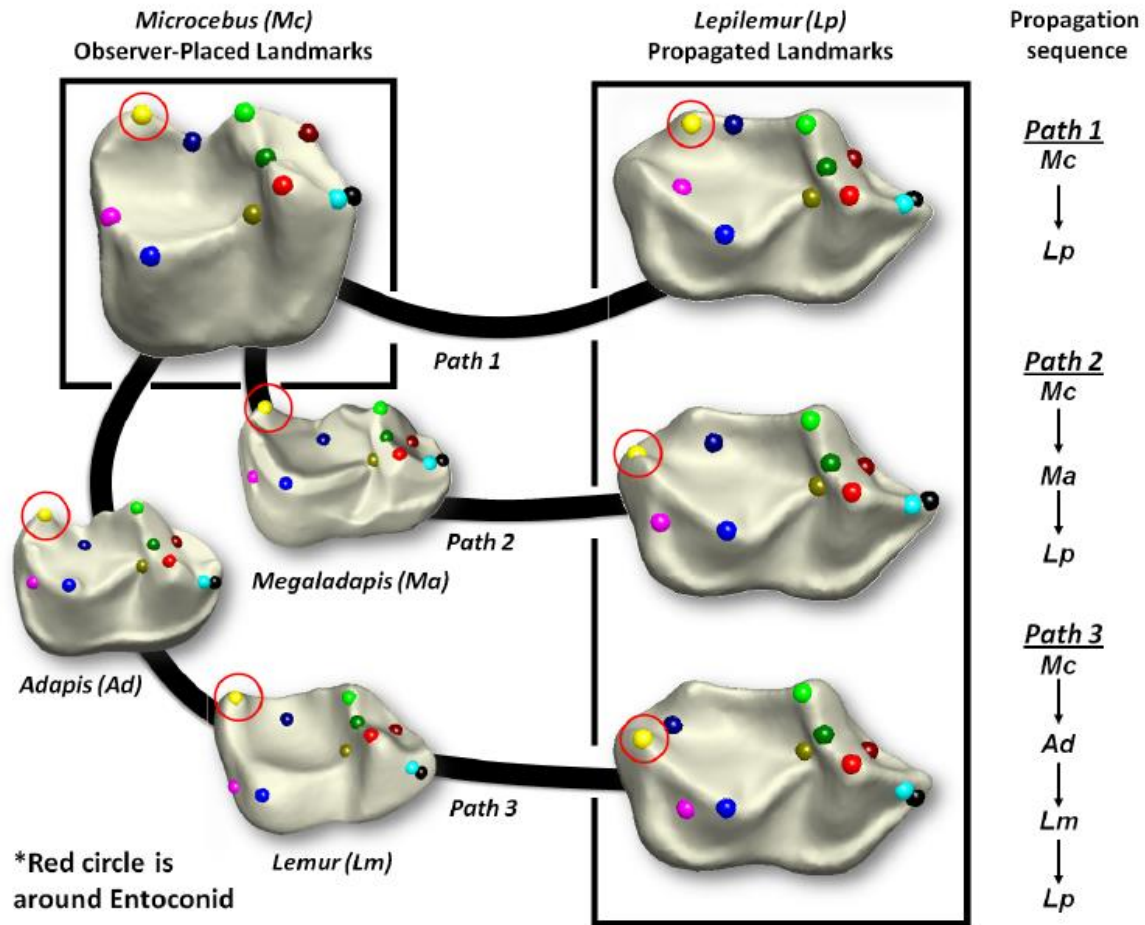 Microcebus (Mc)
Observer-Placed Landmarks
Lepilemur (Lp)
Propagated Landmarks
Propagation
sequence
Path 1
Mc
Lp
Path 1
Path 2
Mc
Ma
Lp
Path 2
Megaladapis (Ma)
Adapis (Ad)
Path 3
Mc
Ad
Lm
Lp
Path 3
Lemur (Lm)
*Red circle is
around Entoconid